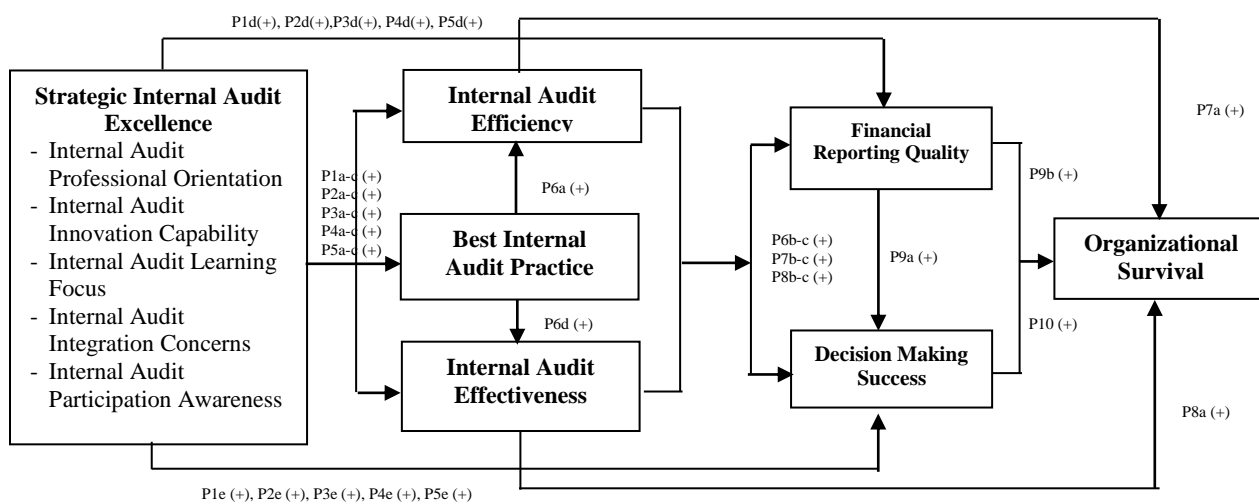 P1d(+), P2d(+),P3d(+), P4d(+), P5d(+)
Strategic Internal Audit
Excellence
- Internal Audit
Professional Orientation
- Internal Audit
Innovation Capability
- Internal Audit Learning
Focus
- Internal Audit
Integration Concerns
- Internal Audit
Participation Awareness
P1a-c (+)
P2a-c (+)
P3a-c (+)
P4a-c (+)
P5a-c (+)
Internal Audit
Efficiency
P6a (+)
Best Internal
Audit Practice
P6d (+)
Internal Audit
Effectiveness
P6b-c (+)
P7b-c (+)
P8b-c (+)
Financial
Reporting Quality
P9a (+)
Decision Making
Success
P9b (+)
P10 (+)
P7a (+)
Organizational
Survival
P8a (+)
P1e (+), P2e (+), P3e (+), P4e (+), P5e (+)